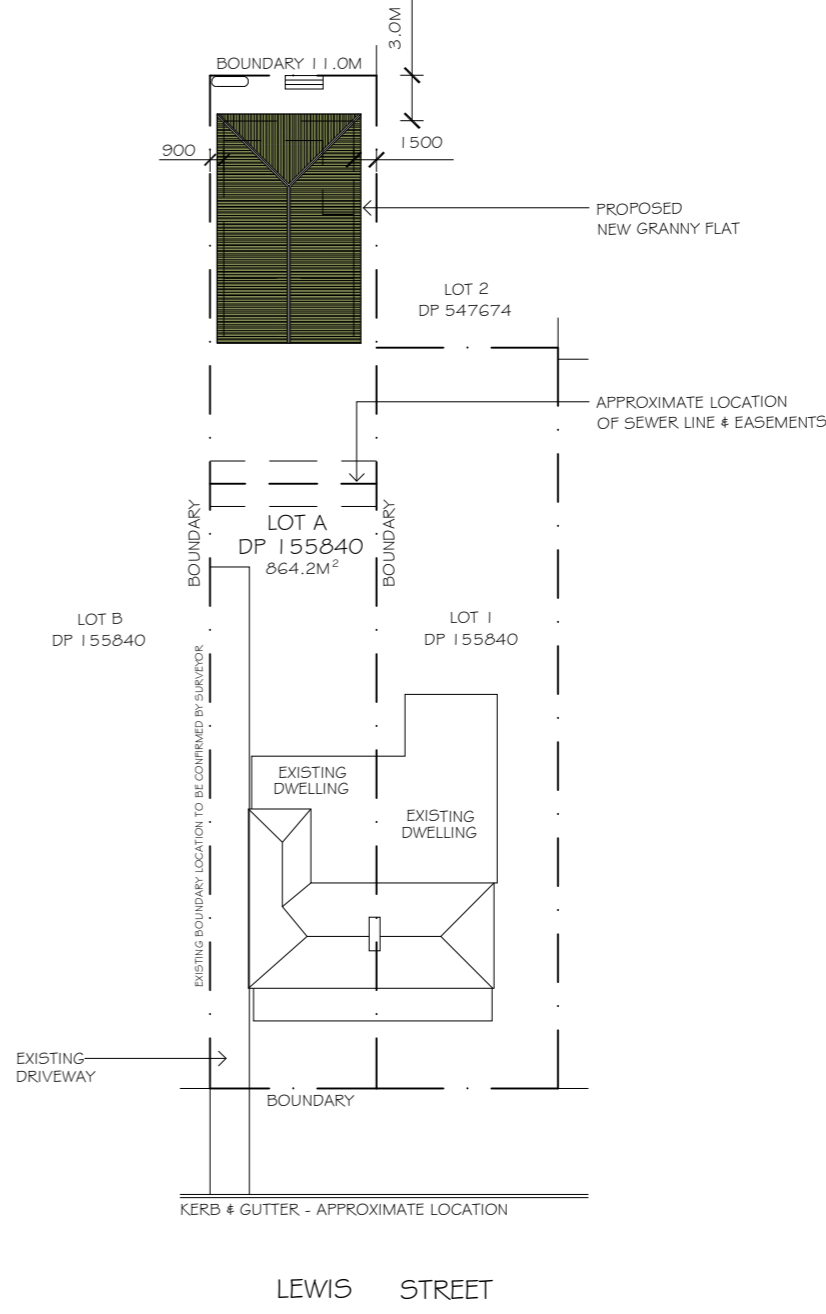 3.0M
BOUNDARY 11.0M
900
1500
PROPOSED
NEW GRANNY FLAT
LOT 2
DP 547674
APPROXIMATE LOCATION
OF SEWER LINE & EASEMENTS
BOUNDARY
LOT A
DP 155840
864.2M²
BOUNDARY
LOT B
DP 155840
LOT 1
DP 155840
EXISTING BOUNDARY LOCATION TO BE CONFIRMED BY SURVEYOR
EXISTING
DWELLING
EXISTING
DWELLING
EXISTING
DRIVEWAY
BOUNDARY
KERB & GUTTER - APPROXIMATE LOCATION
LEWIS STREET